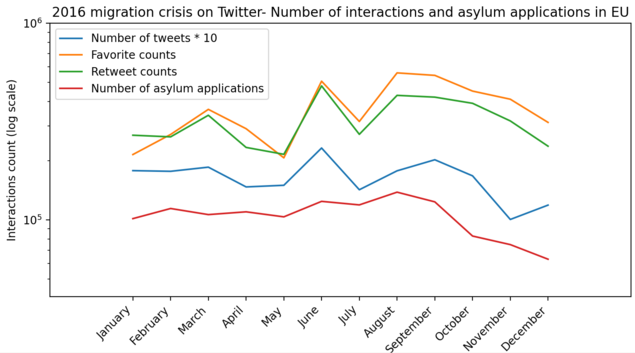 2016 migration crisis on Twitter- Number of interactions and asylum applications in EU
10^6
Number of tweets * 10
Favorite counts
Retweet counts
Number of asylum applications
Interactions count (log scale)
10^5
January
February
March
April
May
June
July
August
September
October
November
December